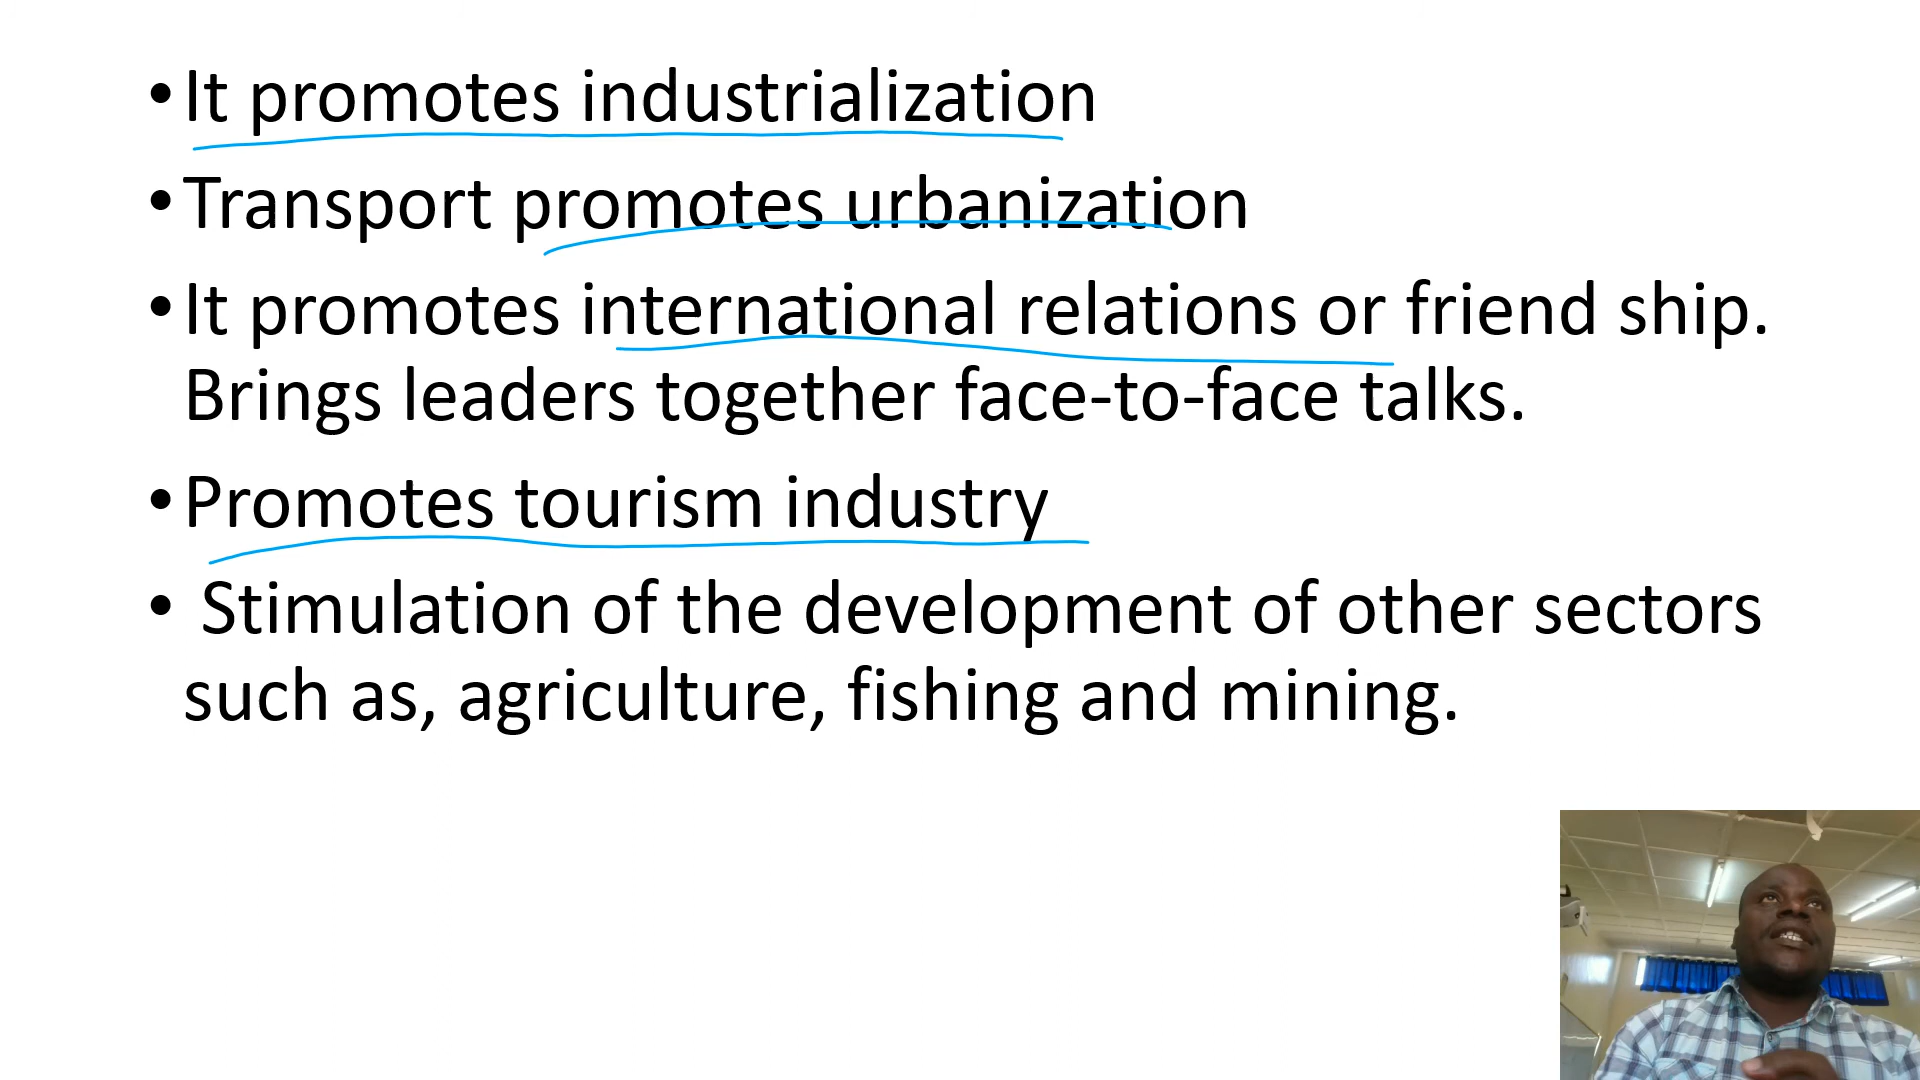 •It promotes industrialization
•Transport promotes urbanization
•It promotes international relations or friend ship.
Brings leaders together face-to-face talks.
•Promotes tourism industry
• Stimulation of the development of other sectors
such as, agriculture, fishing and mining.